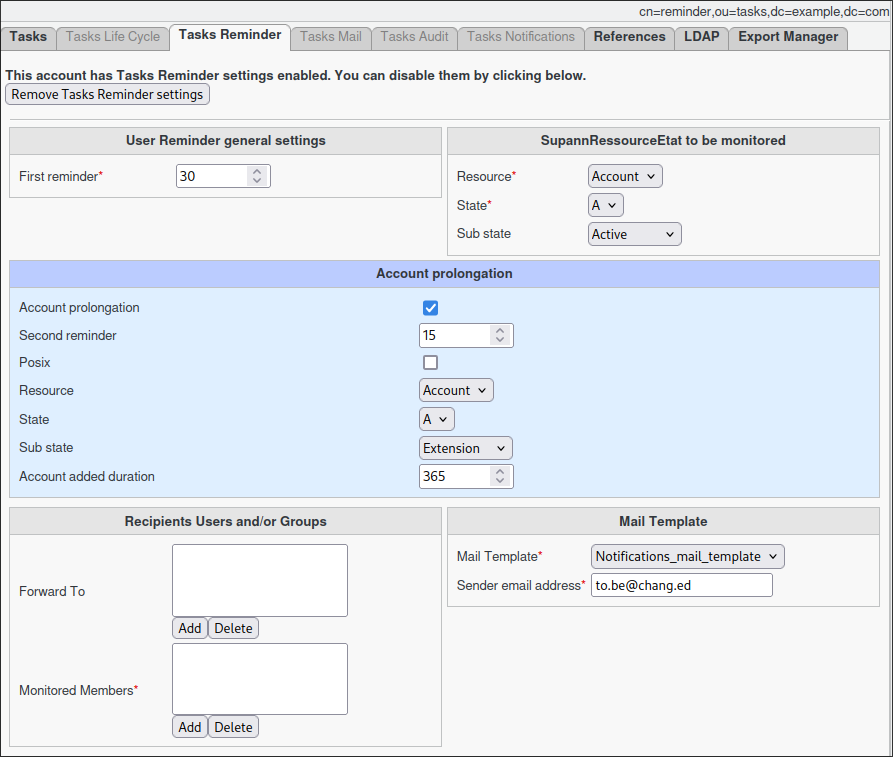 cn=reminder,ou=tasks,dc=example,dc=com
Tasks Tasks Life Cycle Tasks Reminder Tasks Mail Tasks Audit Tasks Notifications References LDAP Export Manager
This account has Tasks Reminder settings enabled. You can disable them by clicking below.
Remove Tasks Reminder settings
User Reminder general settings
First reminder* 30
SupannRessourceEtat to be monitored
Resource* Account
State* A
Sub state Active
Account prolongation
Account prolongation
Second reminder 15
Posix
Resource Account
State A
Sub state Extension
Account added duration 365
Recipients Users and/or Groups
Forward To
Add Delete
Monitored Members*
Add Delete
Mail Template
Mail Template* Notifications_mail_template
Sender email address* to.be@chang.ed